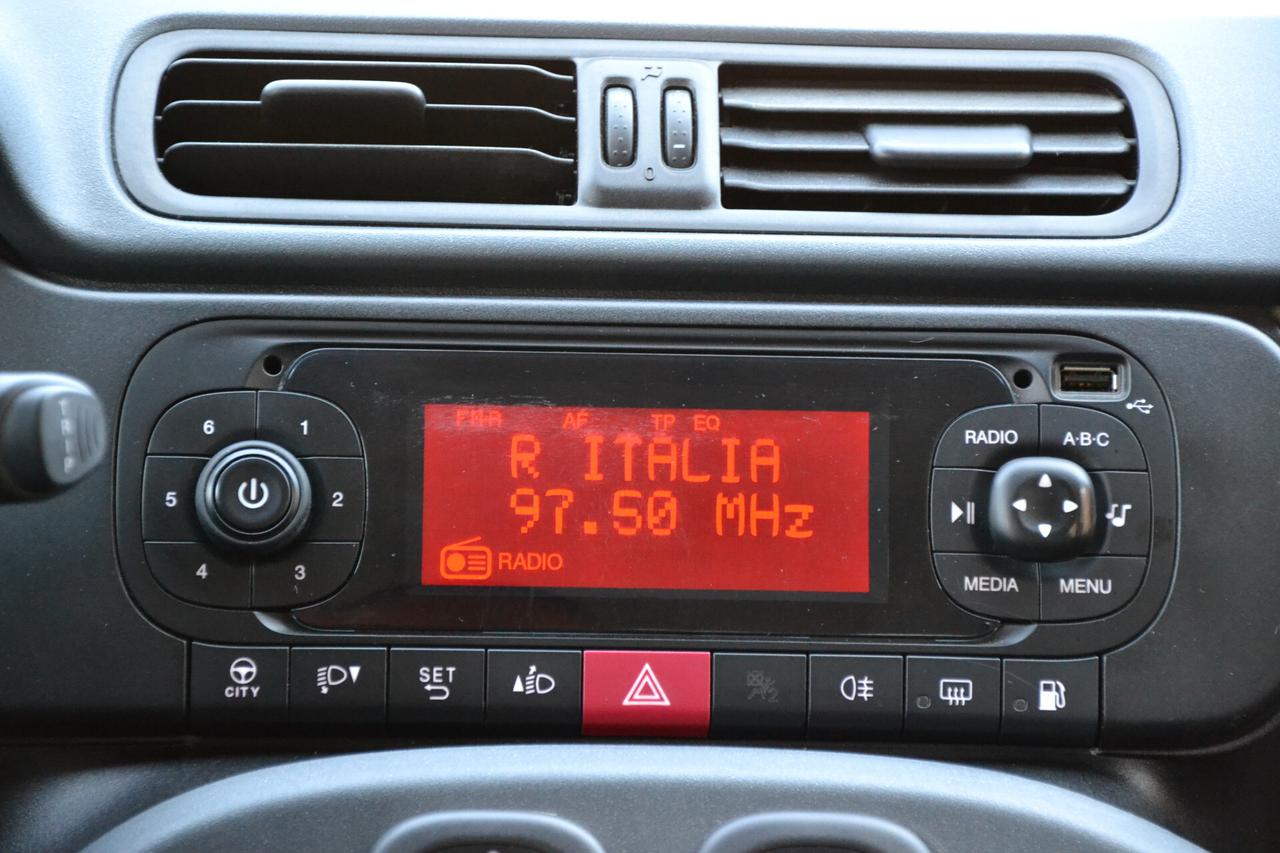 0
6 1
5 2
4 3
FM-A AF TP EQ
R ITALIA
97.50 MHz
RADIO
RADIO A·B·C
MEDIA MENU
CITY
SET
TRIP